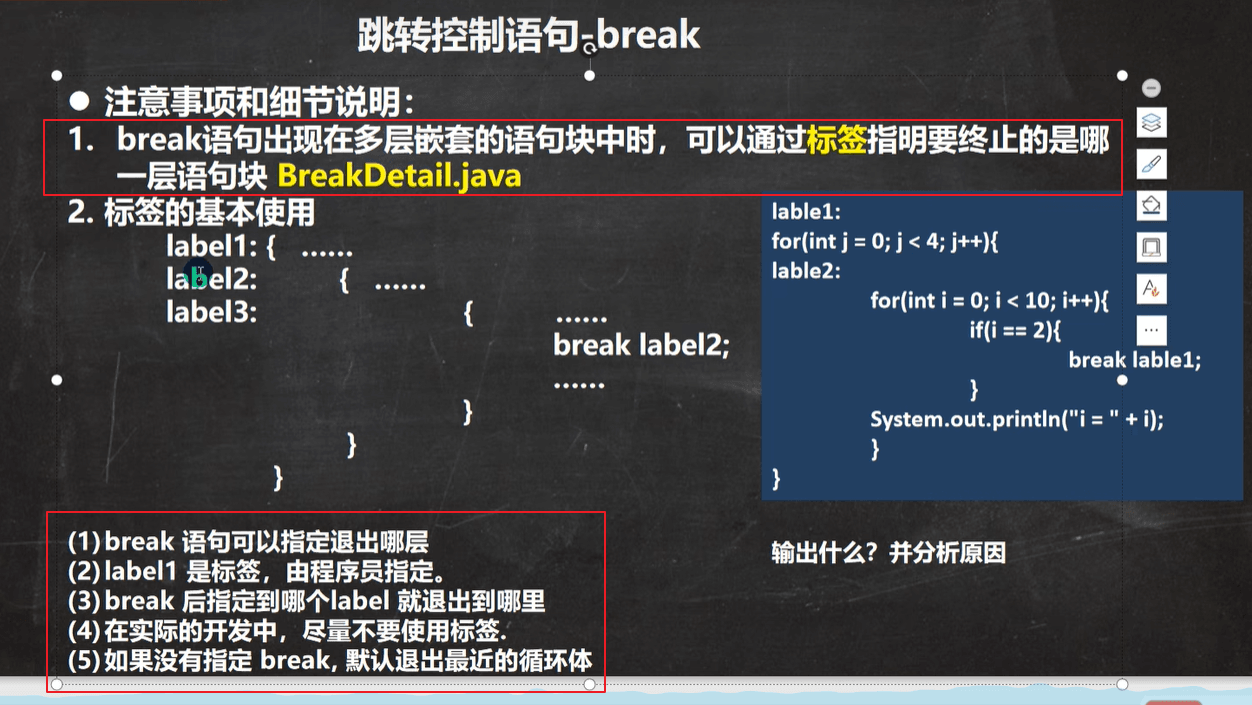 跳转控制语句-break
● 注意事项和细节说明：
1. break语句出现在多层嵌套的语句块中时，可以通过标签指明要终止的是哪
一层语句块 BreakDetail.java
2. 标签的基本使用
label1: { ……
label2: { ……
label3: { ……
break label2;
……
}
}
}
(1)break 语句可以指定退出哪层
(2)label1 是标签，由程序员指定。
(3)break 后指定到哪个label 就退出到哪里
(4)在实际的开发中，尽量不要使用标签.
(5)如果没有指定 break, 默认退出最近的循环体
lable1:
for(int j = 0; j < 4; j++){
lable2:
for(int i = 0; i < 10; i++){
if(i == 2){
break lable1;
}
System.out.println("i = " + i);
}
}
输出什么？并分析原因